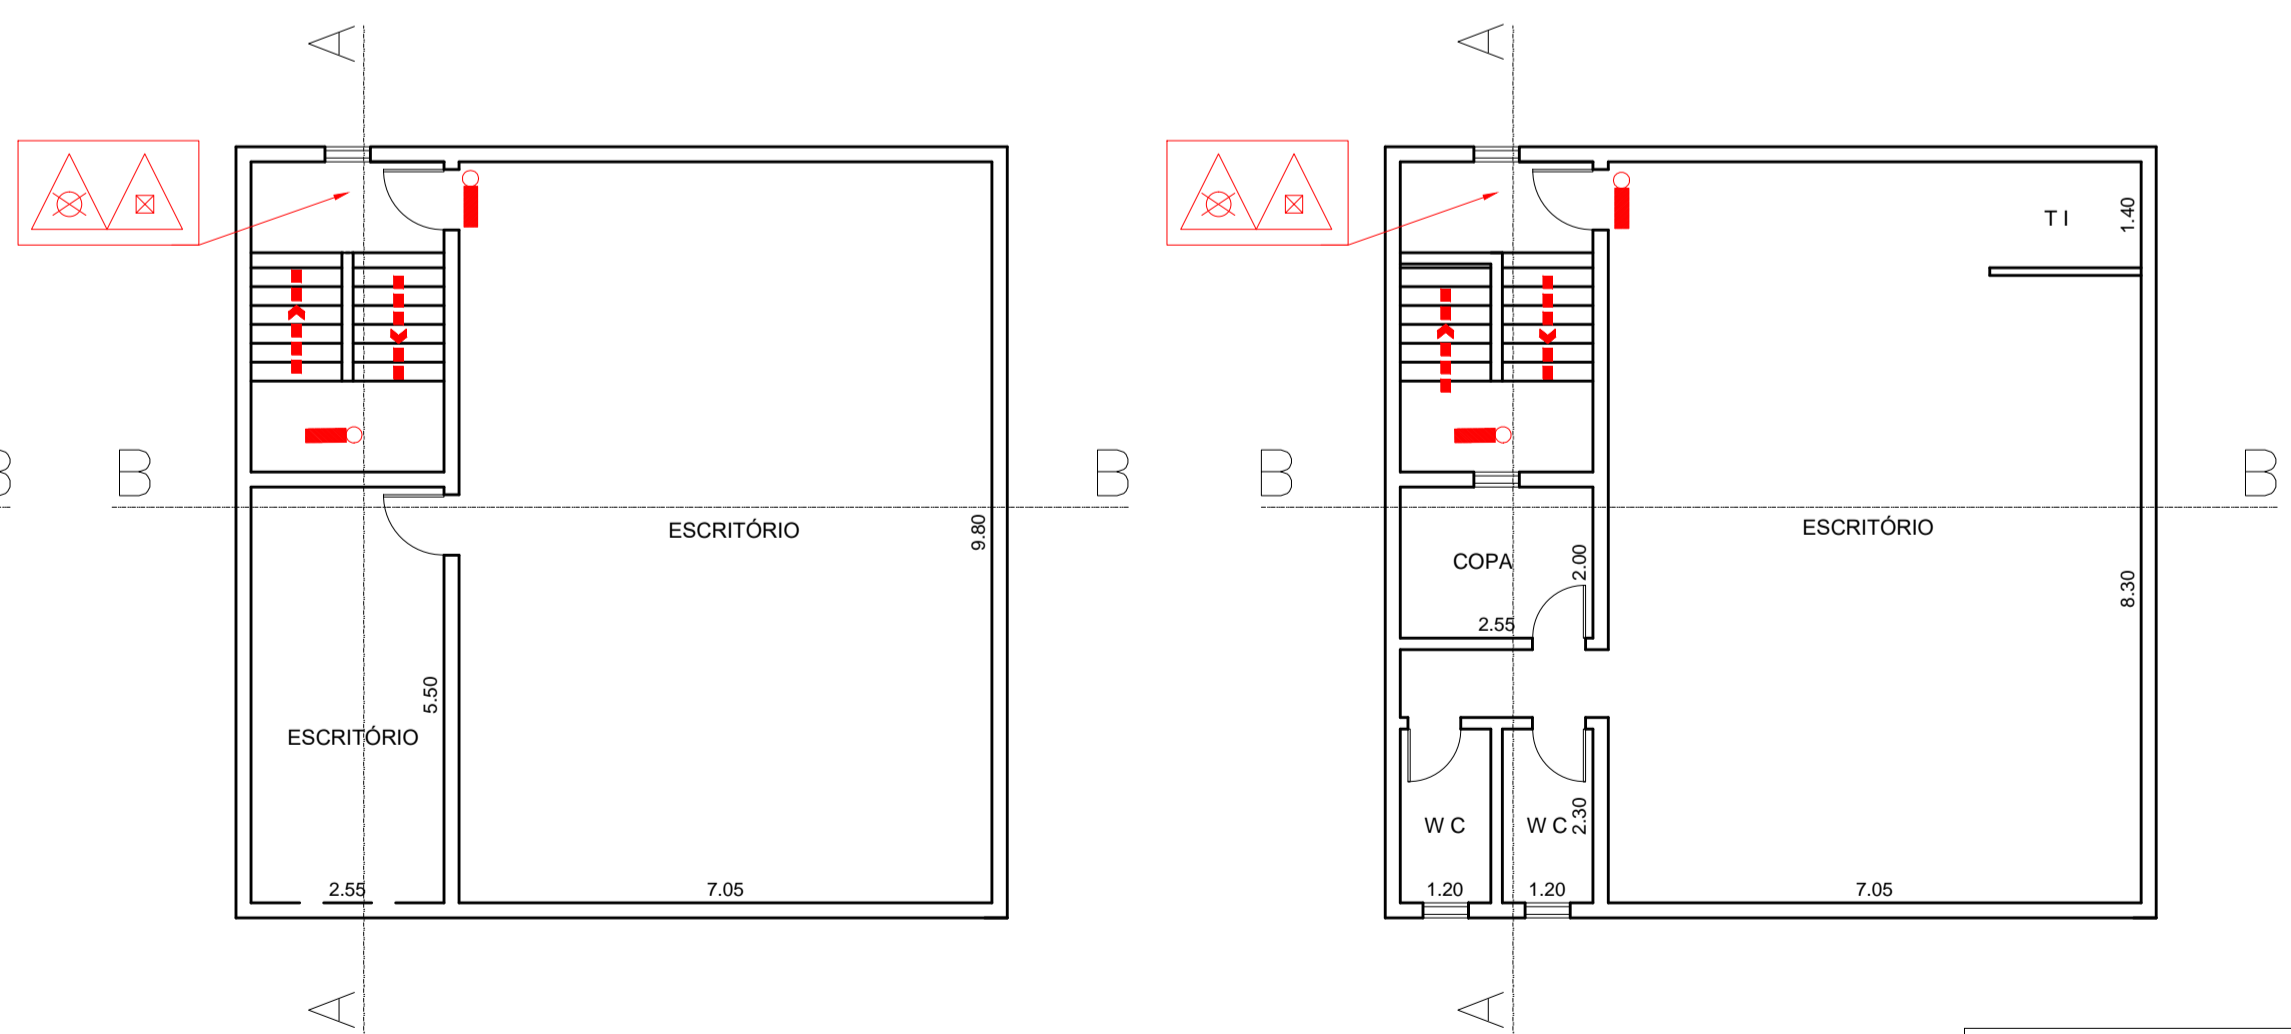 A
A
B
B
B
B
B
ESCRITÓRIO
9.80
5.50
ESCRITÓRIO
2.55
7.05
A
T I
1.40
ESCRITÓRIO
COPA
2.00
8.30
2.55
W C
W C
2.30
1.20
1.20
7.05
A